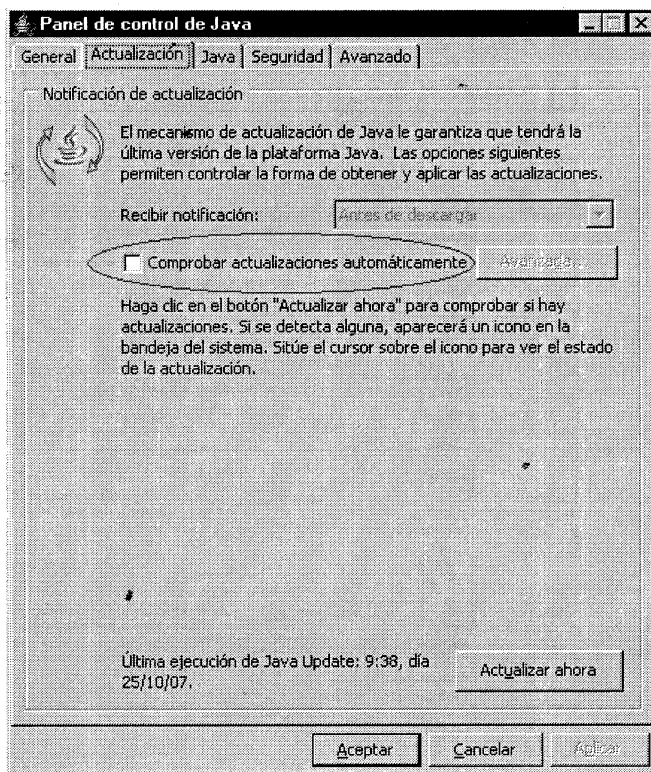 Panel de control de Java
General Actualización Java Seguridad Avanzado
Notificación de actualización
El mecanismo de actualización de Java le garantiza que tendrá la
última versión de la plataforma Java. Las opciones siguientes
permiten controlar la forma de obtener y aplicar las actualizaciones.
Recibir notificación: Antes de descargar
Comprobar actualizaciones automáticamente Avanzada...
Haga clic en el botón "Actualizar ahora" para comprobar si hay
actualizaciones. Si se detecta alguna, aparecerá un icono en la
bandeja del sistema. Sitúe el cursor sobre el icono para ver el estado
de la actualización.
Última ejecución de Java Update: 9:38, día
25/10/07.
Actualizar ahora
Aceptar Cancelar Aplicar